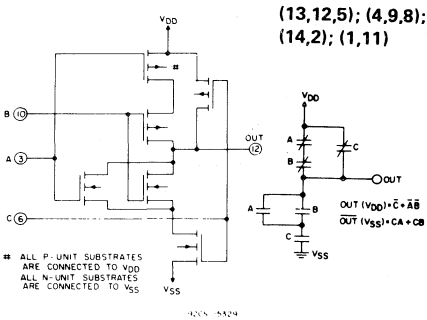 (13,12,5); (4,9,8);
(14,2); (1,11)
VDD
#
B 10
OUT
12
A 3
C 6
VSS
# ALL P-UNIT SUBSTRATES
ARE CONNECTED TO VDD
ALL N-UNIT SUBSTRATES
ARE CONNECTED TO VSS
VDD
A
C
B
OUT
A
B
C
VSS
OUT (VDD) = C̅ + A̅ B̅
O̅U̅T̅ (VSS) = CA + CB
92CS-5329